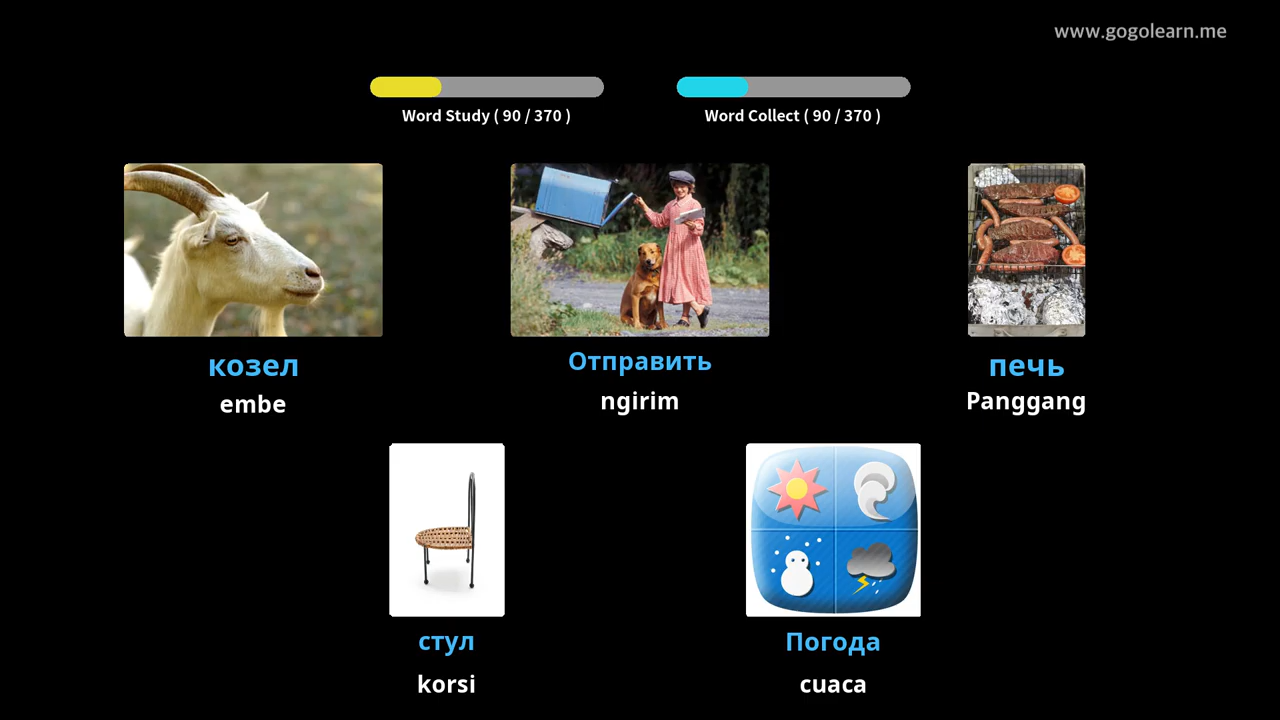 www.gogolearn.me
Word Study ( 90 / 370 )
Word Collect ( 90 / 370 )
козел
embe
Отправить
ngirim
печь
Panggang
стул
korsi
Погода
cuaca